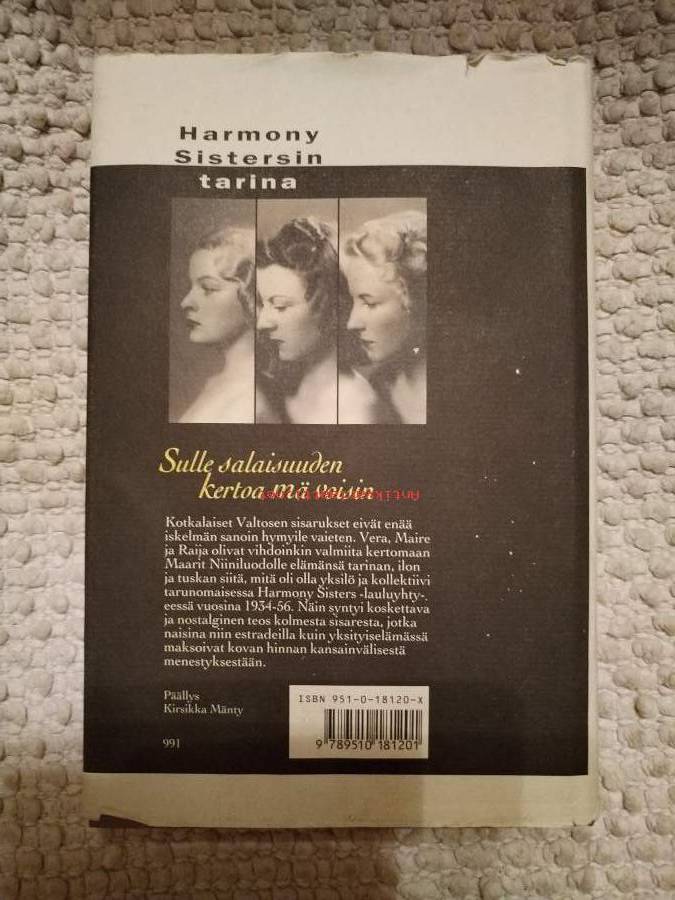 Harmony
Sistersin
tarina
Sulle salaisuuden
kertoa mä voisin
Kotkalaiset Valtosen sisarukset eivät enää
iskelmän sanoin hymyile vaieten. Vera, Maire
ja Raija olivat vihdoinkin valmiita kertomaan
Maarit Niiniluodolle elämänsä tarinan, ilon
ja tuskan siitä, mitä oli olla yksilö ja kollektiivi
tarunomaisessa Harmony Sisters -lauluyhty-
eessä vuosina 1934-56. Näin syntyi koskettava
ja nostalginen teos kolmesta sisaresta, jotka
naisina niin estradeilla kuin yksityiselämässä
maksoivat kovan hinnan kansainvälisestä
menestyksestään.
Päällys
Kirsikka Mänty
991
ISBN 951-0-18120-X
9 789510 181201